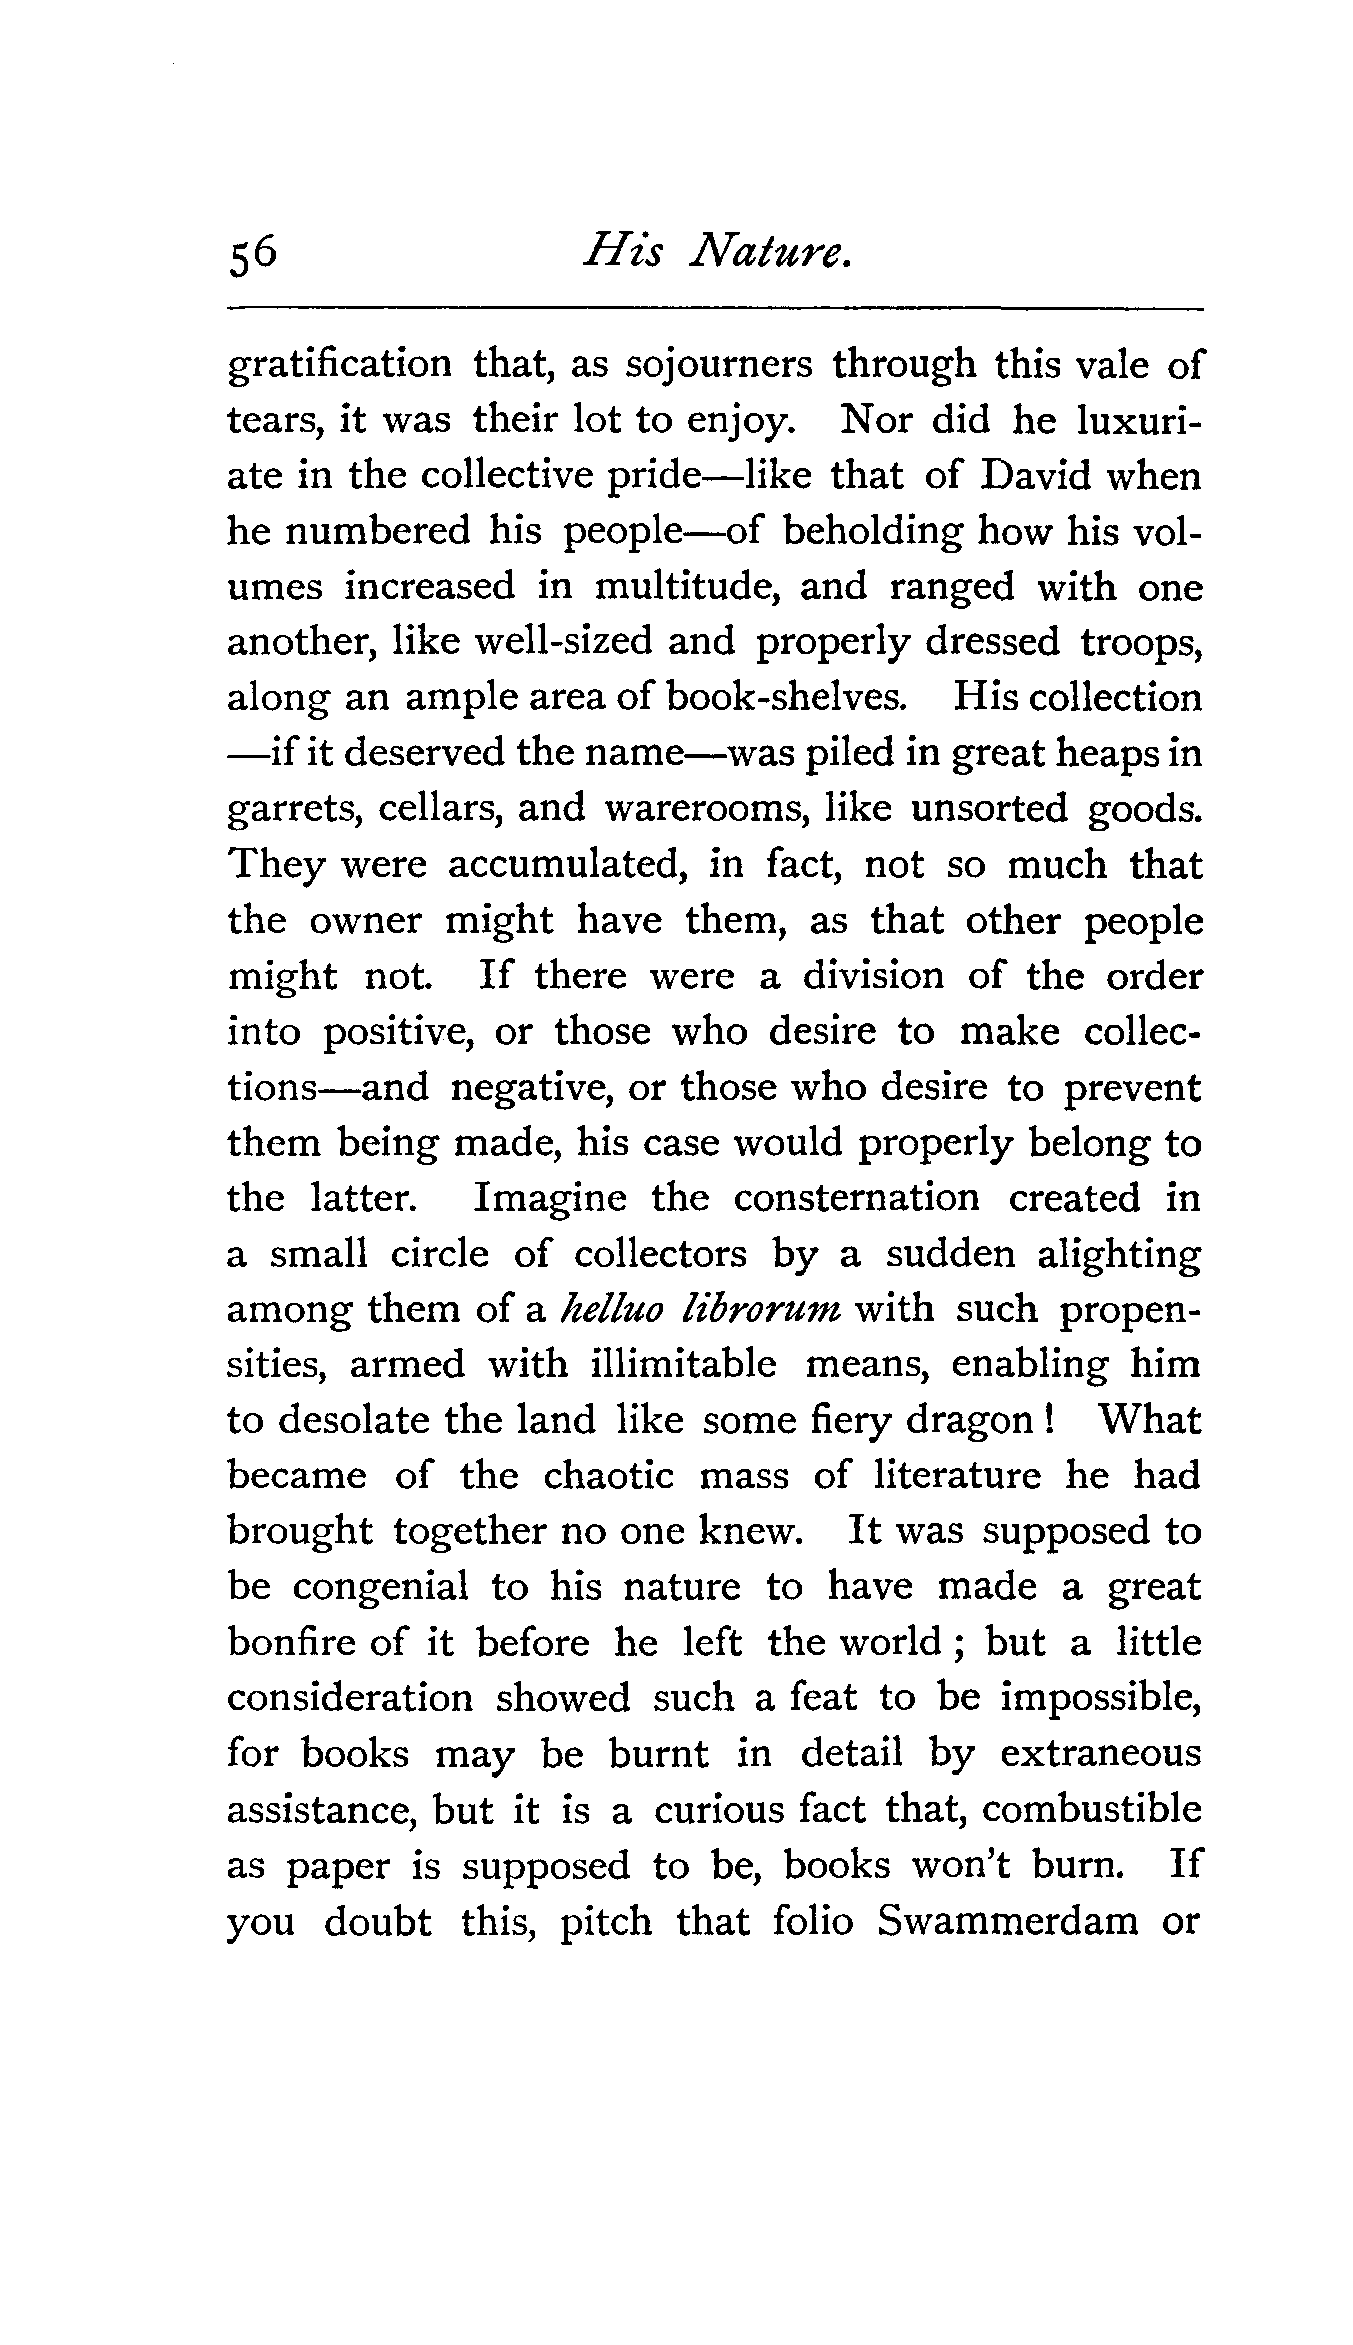 56 His Nature.
gratification that, as sojourners through this vale of
tears, it was their lot to enjoy. Nor did he luxuri-
ate in the collective pride—like that of David when
he numbered his people—of beholding how his vol-
umes increased in multitude, and ranged with one
another, like well-sized and properly dressed troops,
along an ample area of book-shelves. His collection
—if it deserved the name—was piled in great heaps in
garrets, cellars, and warerooms, like unsorted goods.
They were accumulated, in fact, not so much that
the owner might have them, as that other people
might not. If there were a division of the order
into positive, or those who desire to make collec-
tions—and negative, or those who desire to prevent
them being made, his case would properly belong to
the latter. Imagine the consternation created in
a small circle of collectors by a sudden alighting
among them of a helluo librorum with such propen-
sities, armed with illimitable means, enabling him
to desolate the land like some fiery dragon ! What
became of the chaotic mass of literature he had
brought together no one knew. It was supposed to
be congenial to his nature to have made a great
bonfire of it before he left the world ; but a little
consideration showed such a feat to be impossible,
for books may be burnt in detail by extraneous
assistance, but it is a curious fact that, combustible
as paper is supposed to be, books won't burn. If
you doubt this, pitch that folio Swammerdam or